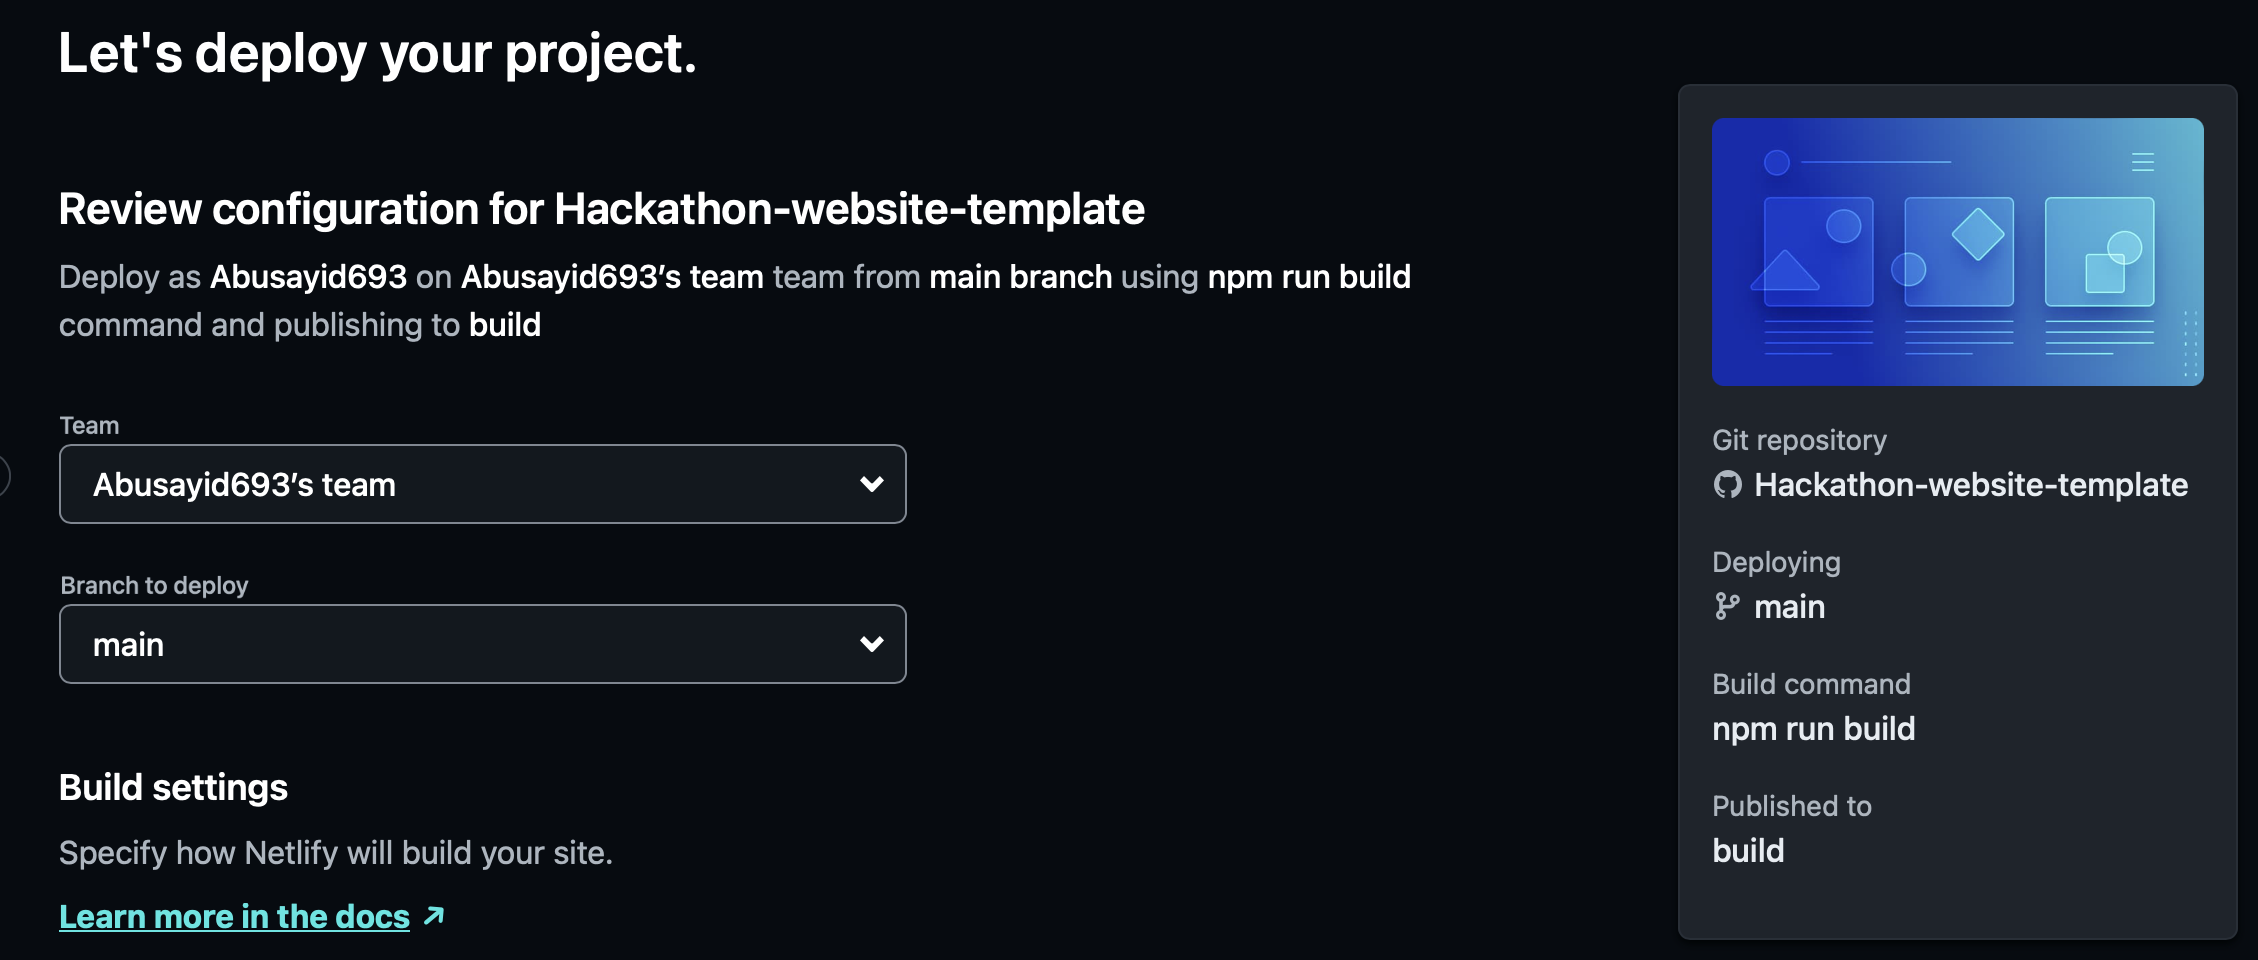 Let's deploy your project.
Review configuration for Hackathon-website-template
Deploy as Abusayid693 on Abusayid693’s team team from main branch using npm run build
command and publishing to build
Team
Abusayid693’s team
Branch to deploy
main
Build settings
Specify how Netlify will build your site.
Learn more in the docs
Git repository
Hackathon-website-template
Deploying
main
Build command
npm run build
Published to
build